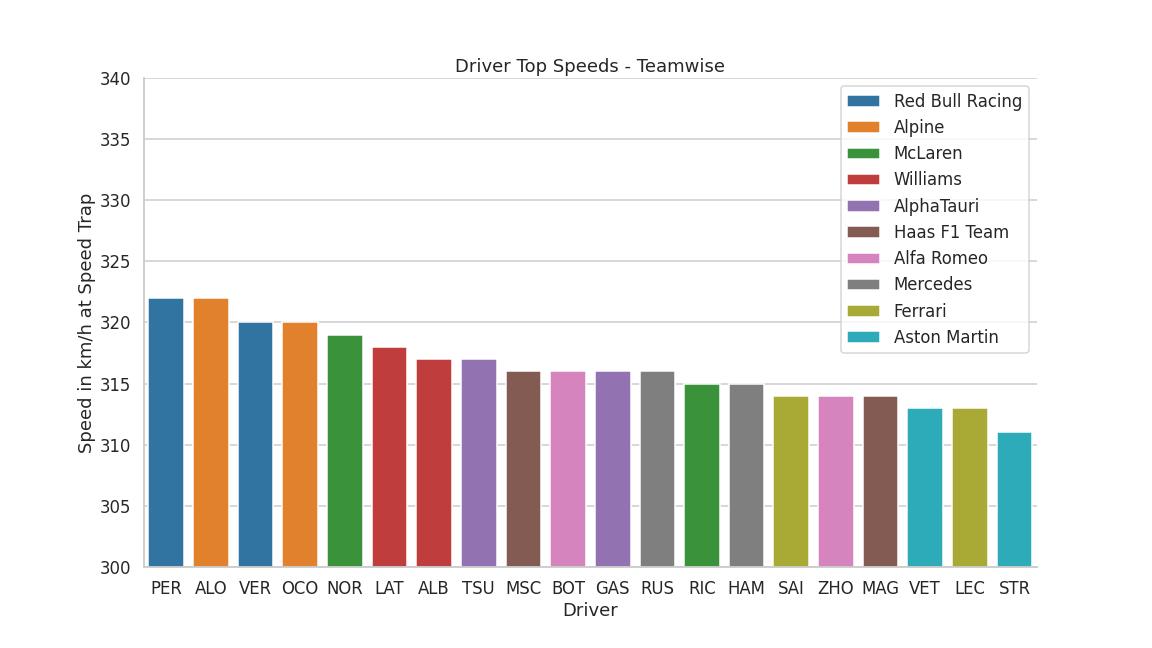 Driver Top Speeds - Teamwise
340
335
330
325
320
315
310
305
300
Speed in km/h at Speed Trap
Red Bull Racing
Alpine
McLaren
Williams
AlphaTauri
Haas F1 Team
Alfa Romeo
Mercedes
Ferrari
Aston Martin
PER ALO VER OCO NOR LAT ALB TSU MSC BOT GAS RUS RIC HAM SAI ZHO MAG VET LEC STR
Driver